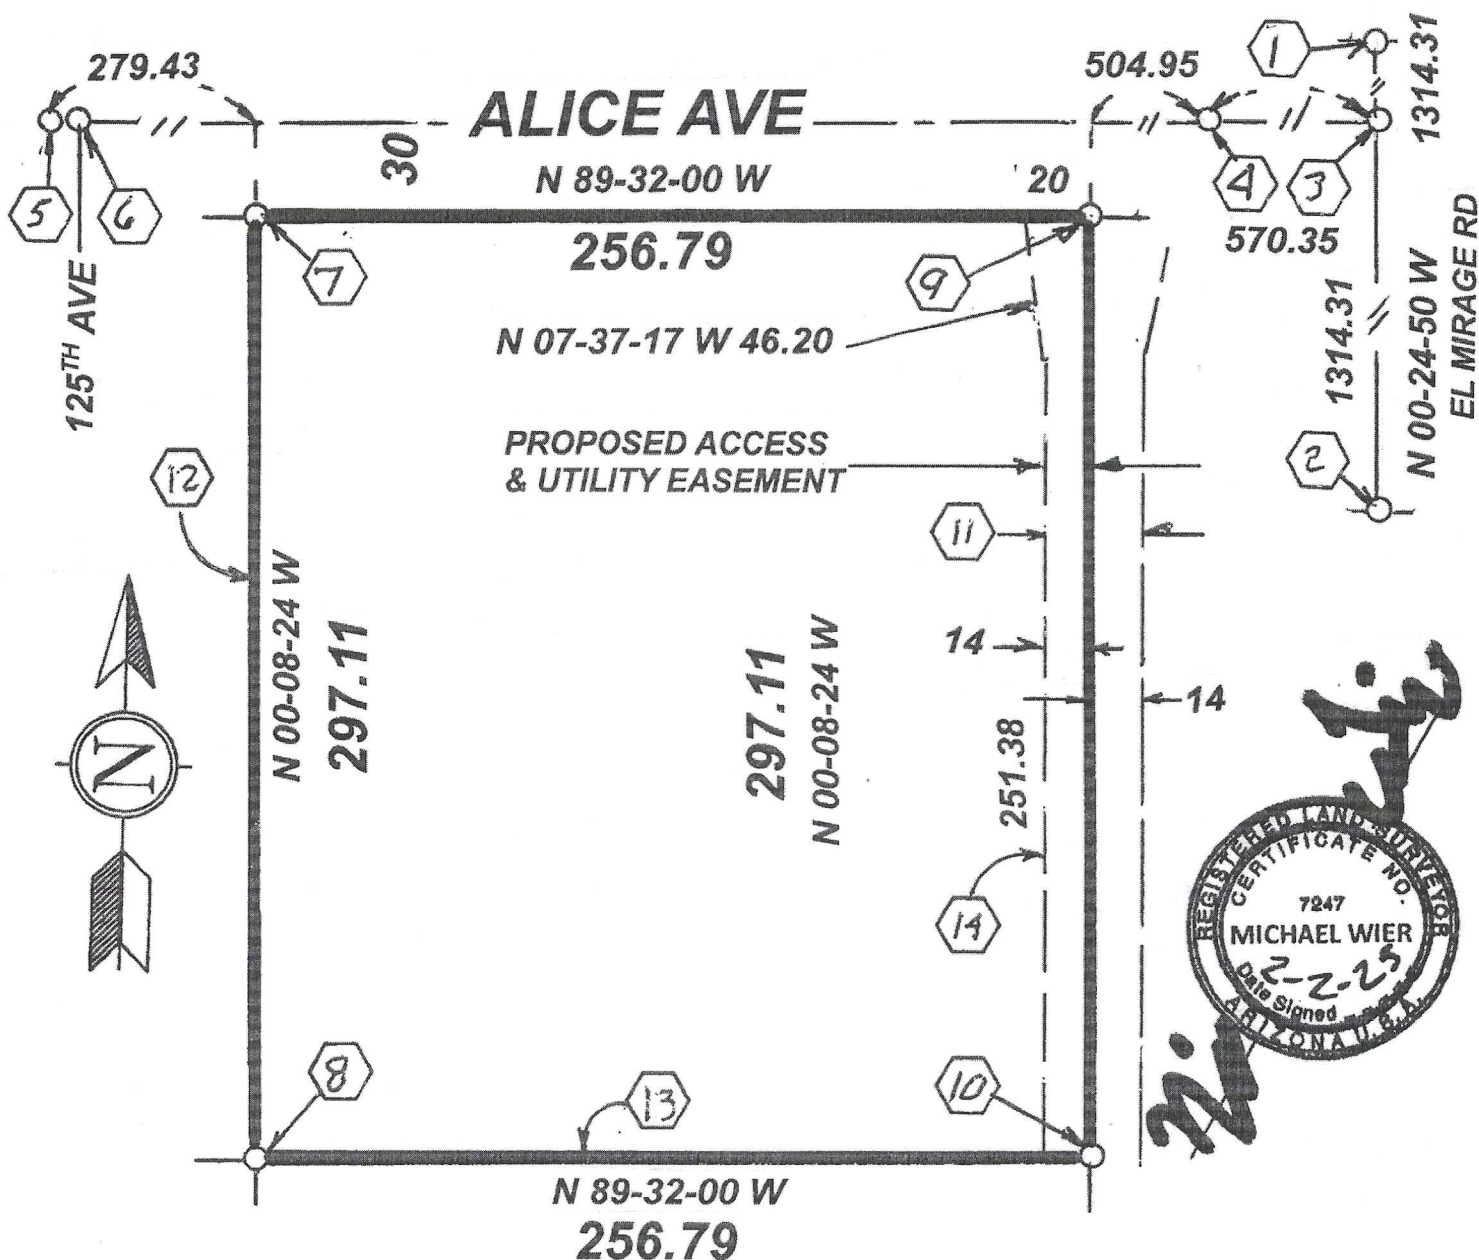 279.43
504.95
1
1314.31
ALICE AVE
30
N 89-32-00 W
20
5
6
4
3
256.79
570.35
7
9
125TH AVE
N 07-37-17 W 46.20
1314.31
N 00-24-50 W
EL MIRAGE RD
PROPOSED ACCESS
& UTILITY EASEMENT
2
12
11
N 00-08-24 W
297.11
297.11
N 00-08-24 W
14
14
251.38
N
14
REGISTERED LAND SURVEYOR
CERTIFICATE NO.
7247
MICHAEL WIER
2-2-25
Date Signed
ARIZONA U.S.A.
8
13
10
N 89-32-00 W
256.79